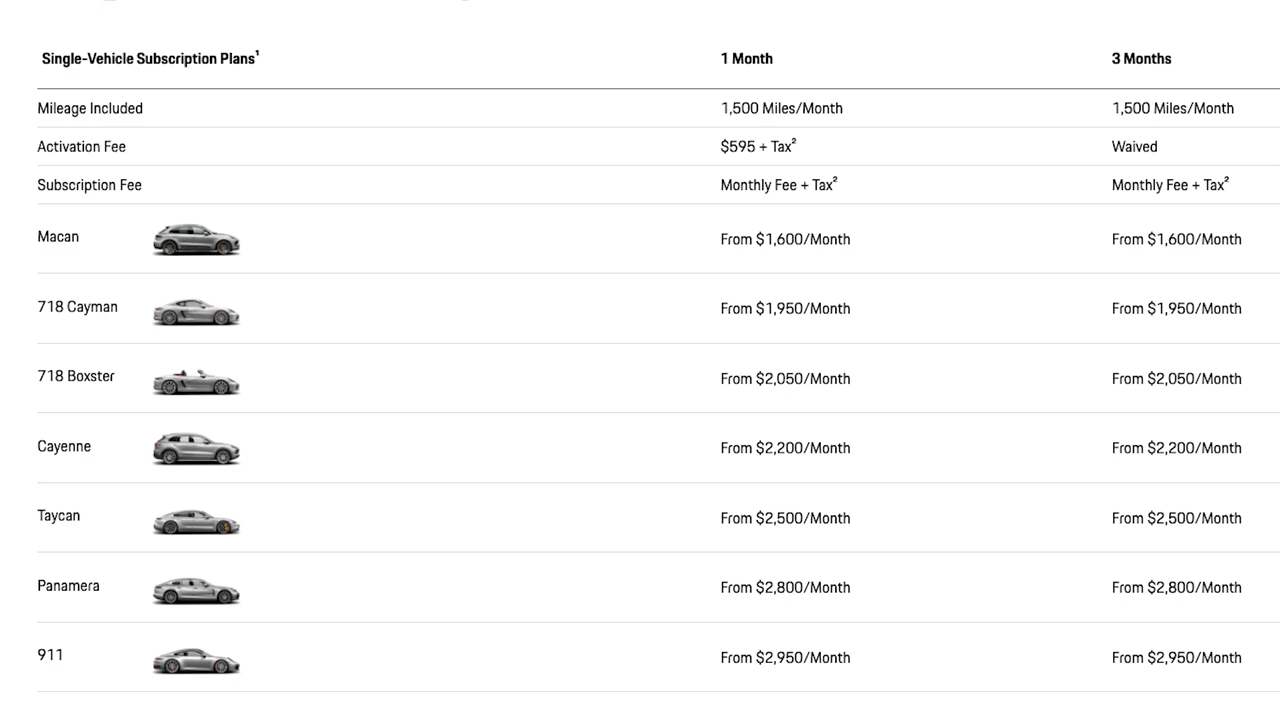 Single-Vehicle Subscription Plans¹ 1 Month 3 Months
Mileage Included 1,500 Miles/Month 1,500 Miles/Month
Activation Fee $595 + Tax² Waived
Subscription Fee Monthly Fee + Tax² Monthly Fee + Tax²
Macan From $1,600/Month From $1,600/Month
718 Cayman From $1,950/Month From $1,950/Month
718 Boxster From $2,050/Month From $2,050/Month
Cayenne From $2,200/Month From $2,200/Month
Taycan From $2,500/Month From $2,500/Month
Panamera From $2,800/Month From $2,800/Month
911 From $2,950/Month From $2,950/Month